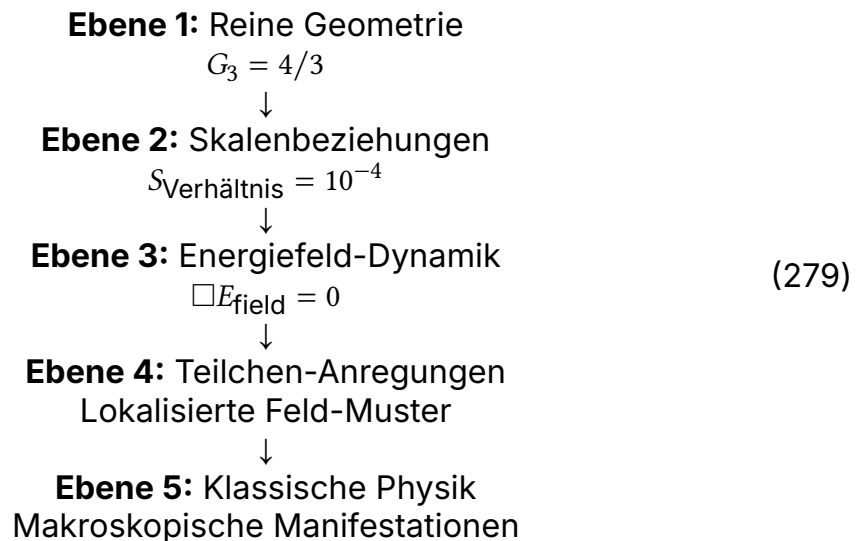 Ebene 1: Reine Geometrie
G₃ = 4/3
↓
Ebene 2: Skalenbeziehungen
S_Verhältnis = 10⁻⁴
↓
Ebene 3: Energiefeld-Dynamik
□E_field = 0
(279)
↓
Ebene 4: Teilchen-Anregungen
Lokalisierte Feld-Muster
↓
Ebene 5: Klassische Physik
Makroskopische Manifestationen